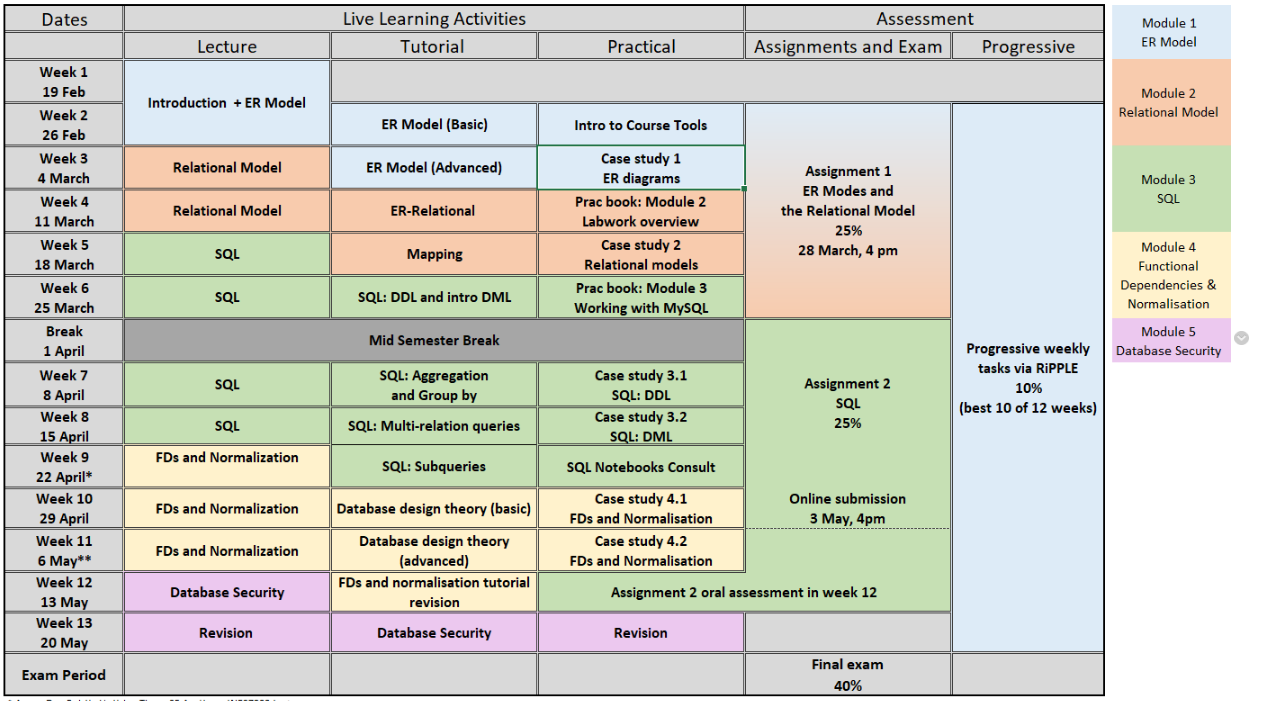 Dates
Live Learning Activities
Assessment
Lecture
Tutorial
Practical
Assignments and Exam
Progressive
Week 1
19 Feb
Introduction + ER Model
Week 2
26 Feb
ER Model (Basic)
Intro to Course Tools
Week 3
4 March
Relational Model
ER Model (Advanced)
Case study 1
ER diagrams
Assignment 1
ER Modes and
the Relational Model
25%
28 March, 4 pm
Week 4
11 March
Relational Model
ER-Relational
Prac book: Module 2
Labwork overview
Week 5
18 March
SQL
Mapping
Case study 2
Relational models
Week 6
25 March
SQL
SQL: DDL and intro DML
Prac book: Module 3
Working with MySQL
Break
1 April
Mid Semester Break
Progressive weekly
tasks via RiPPLE
10%
(best 10 of 12 weeks)
Week 7
8 April
SQL
SQL: Aggregation
and Group by
Case study 3.1
SQL: DDL
Assignment 2
SQL
25%
Week 8
15 April
SQL
SQL: Multi-relation queries
Case study 3.2
SQL: DML
Week 9
22 April*
FDs and Normalization
SQL: Subqueries
SQL Notebooks Consult
Week 10
29 April
FDs and Normalization
Database design theory (basic)
Case study 4.1
FDs and Normalisation
Online submission
3 May, 4pm
Week 11
6 May**
FDs and Normalization
Database design theory
(advanced)
Case study 4.2
FDs and Normalisation
Week 12
13 May
Database Security
FDs and normalisation tutorial
revision
Assignment 2 oral assessment in week 12
Week 13
20 May
Revision
Database Security
Revision
Exam Period
Final exam
40%
Module 1
ER Model
Module 2
Relational Model
Module 3
SQL
Module 4
Functional
Dependencies &
Normalisation
Module 5
Database Security